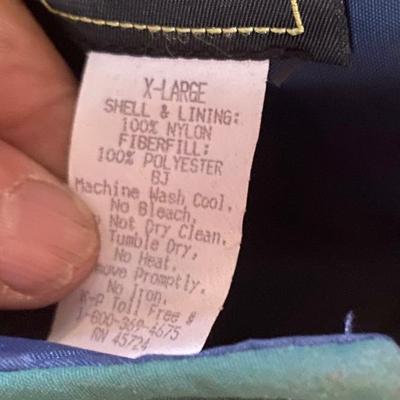 X-LARGE
SHELL & LINING:
100% NYLON
FIBERFILL:
100% POLYESTER
BJ
Machine Wash Cool,
No Bleach,
Not Dry Clean,
Tumble Dry,
No Heat,
move Promptly,
No Iron,
K-P Toll Free #
1-800-369-4675
RN 45724